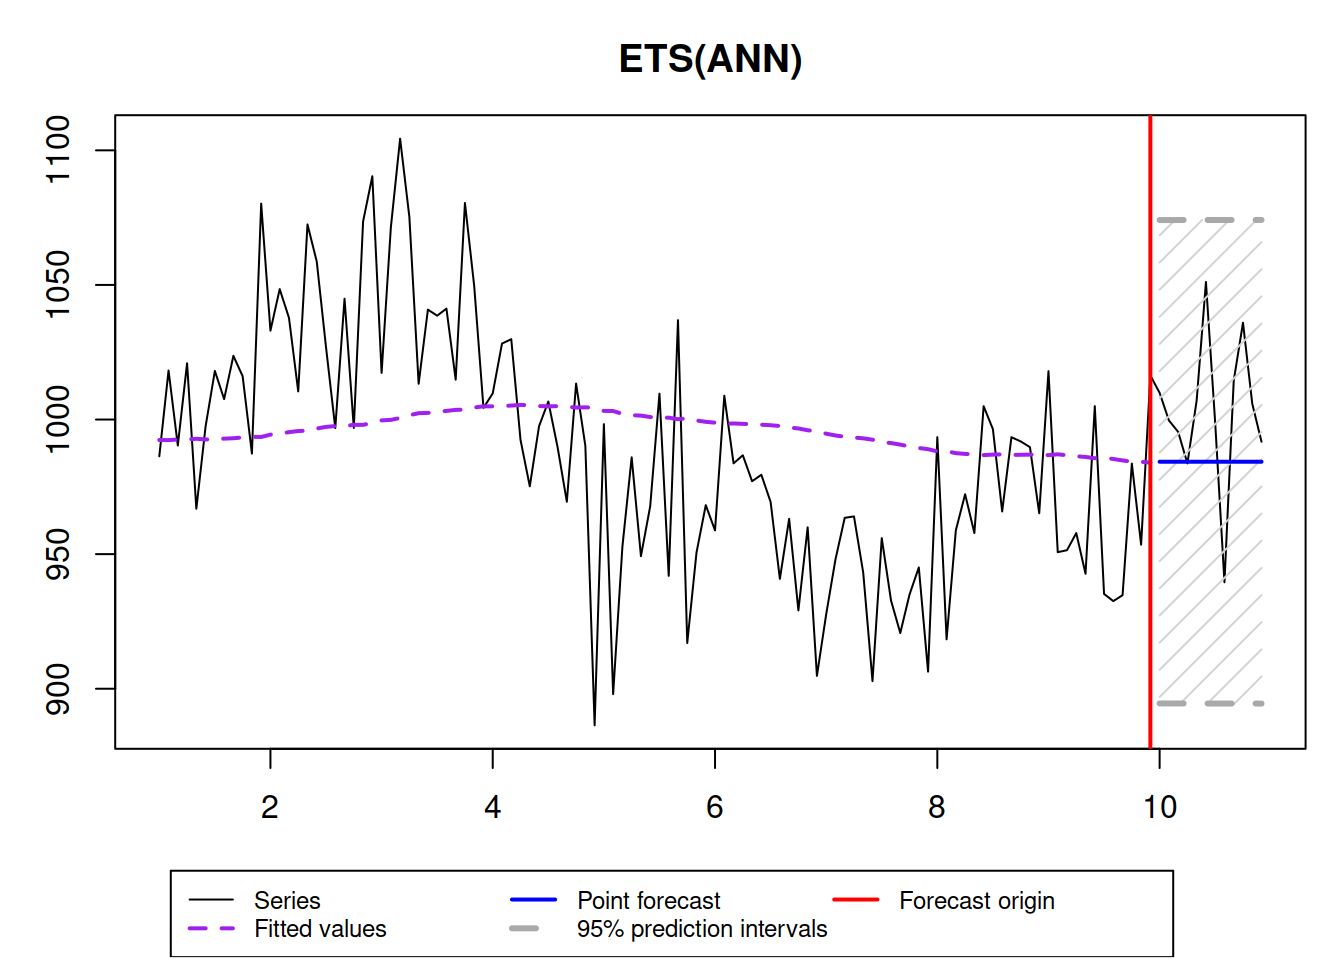 ETS(ANN)
1100
1050
1000
950
900
2 4 6 8 10
Series Point forecast Forecast origin
Fitted values 95% prediction intervals